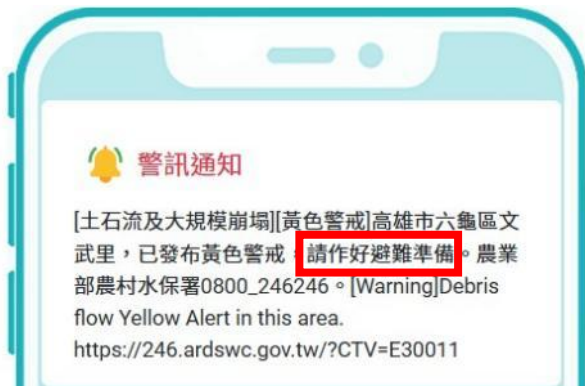 警訊通知
[土石流及大規模崩塌][黃色警戒]高雄市六龜區文
武里，已發布黃色警戒，請作好避難準備。農業
部農村水保署0800_246246。[Warning]Debris
flow Yellow Alert in this area.
https://246.ardswc.gov.tw/?CTV=E30011